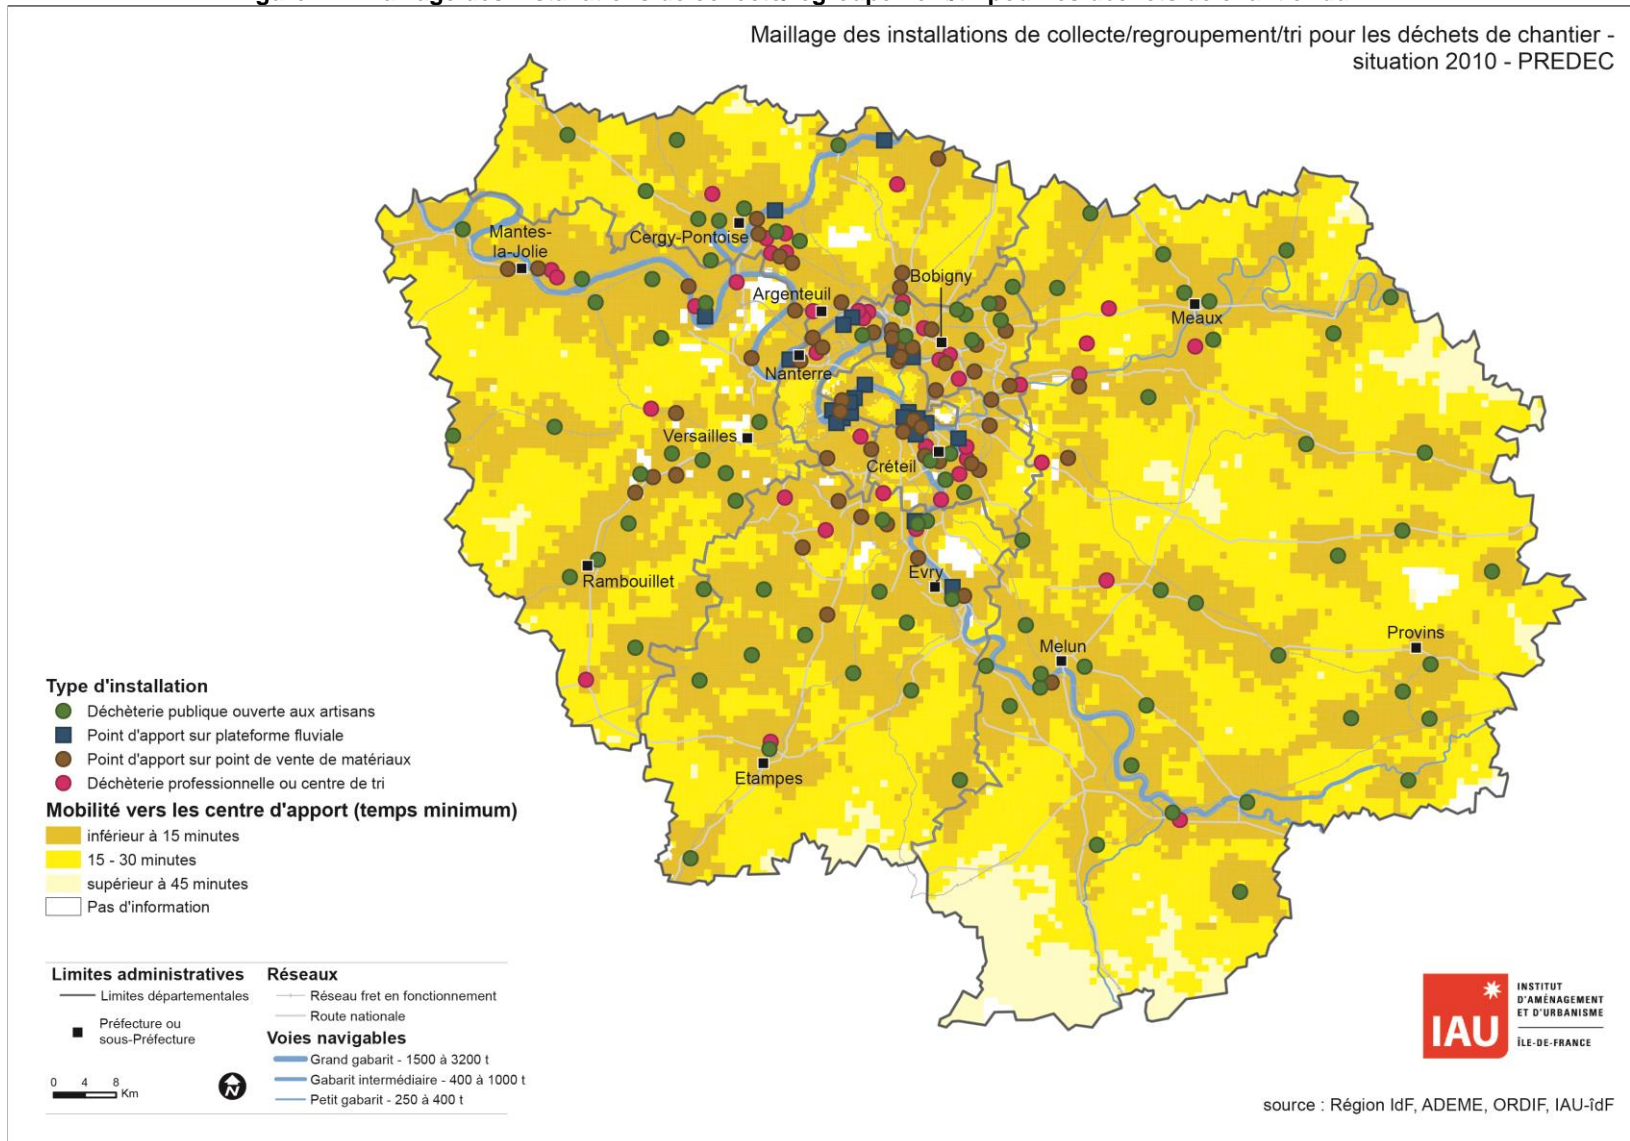 Maillage des installations de collecte/regroupement/tri pour les déchets de chantier -
situation 2010 - PREDEC
Mantes-
la-Jolie
Cergy-Pontoise
Argenteuil
Bobigny
Meaux
Nanterre
Versailles
Créteil
Rambouillet
Evry
Melun
Provins
Etampes
Type d'installation
Déchèterie publique ouverte aux artisans
Point d'apport sur plateforme fluviale
Point d'apport sur point de vente de matériaux
Déchèterie professionnelle ou centre de tri
Mobilité vers les centre d'apport (temps minimum)
inférieur à 15 minutes
15 - 30 minutes
supérieur à 45 minutes
Pas d'information
Limites administratives
Limites départementales
Préfecture ou
sous-Préfecture
0 4 8
Km
N
Réseaux
Réseau fret en fonctionnement
Route nationale
Voies navigables
Grand gabarit - 1500 à 3200 t
Gabarit intermédiaire - 400 à 1000 t
Petit gabarit - 250 à 400 t
IAU
INSTITUT
D'AMÉNAGEMENT
ET D'URBANISME
ÎLE-DE-FRANCE
source : Région IdF, ADEME, ORDIF, IAU-îdF